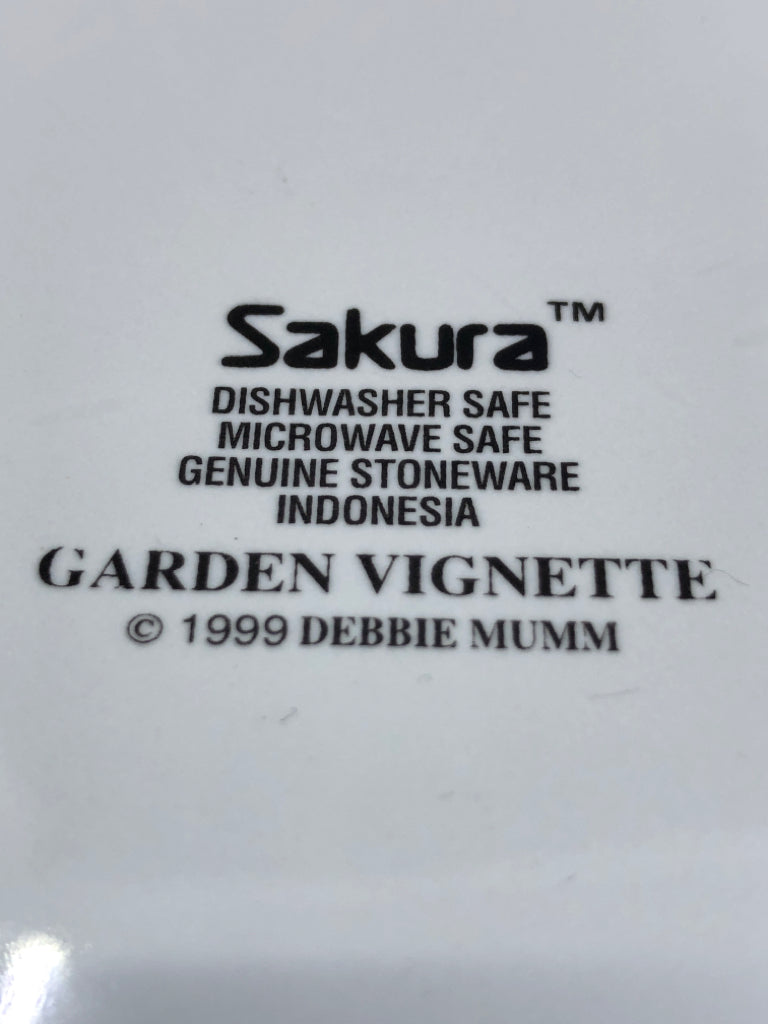 Sakura™
DISHWASHER SAFE
MICROWAVE SAFE
GENUINE STONEWARE
INDONESIA
GARDEN VIGNETTE
© 1999 DEBBIE MUMM